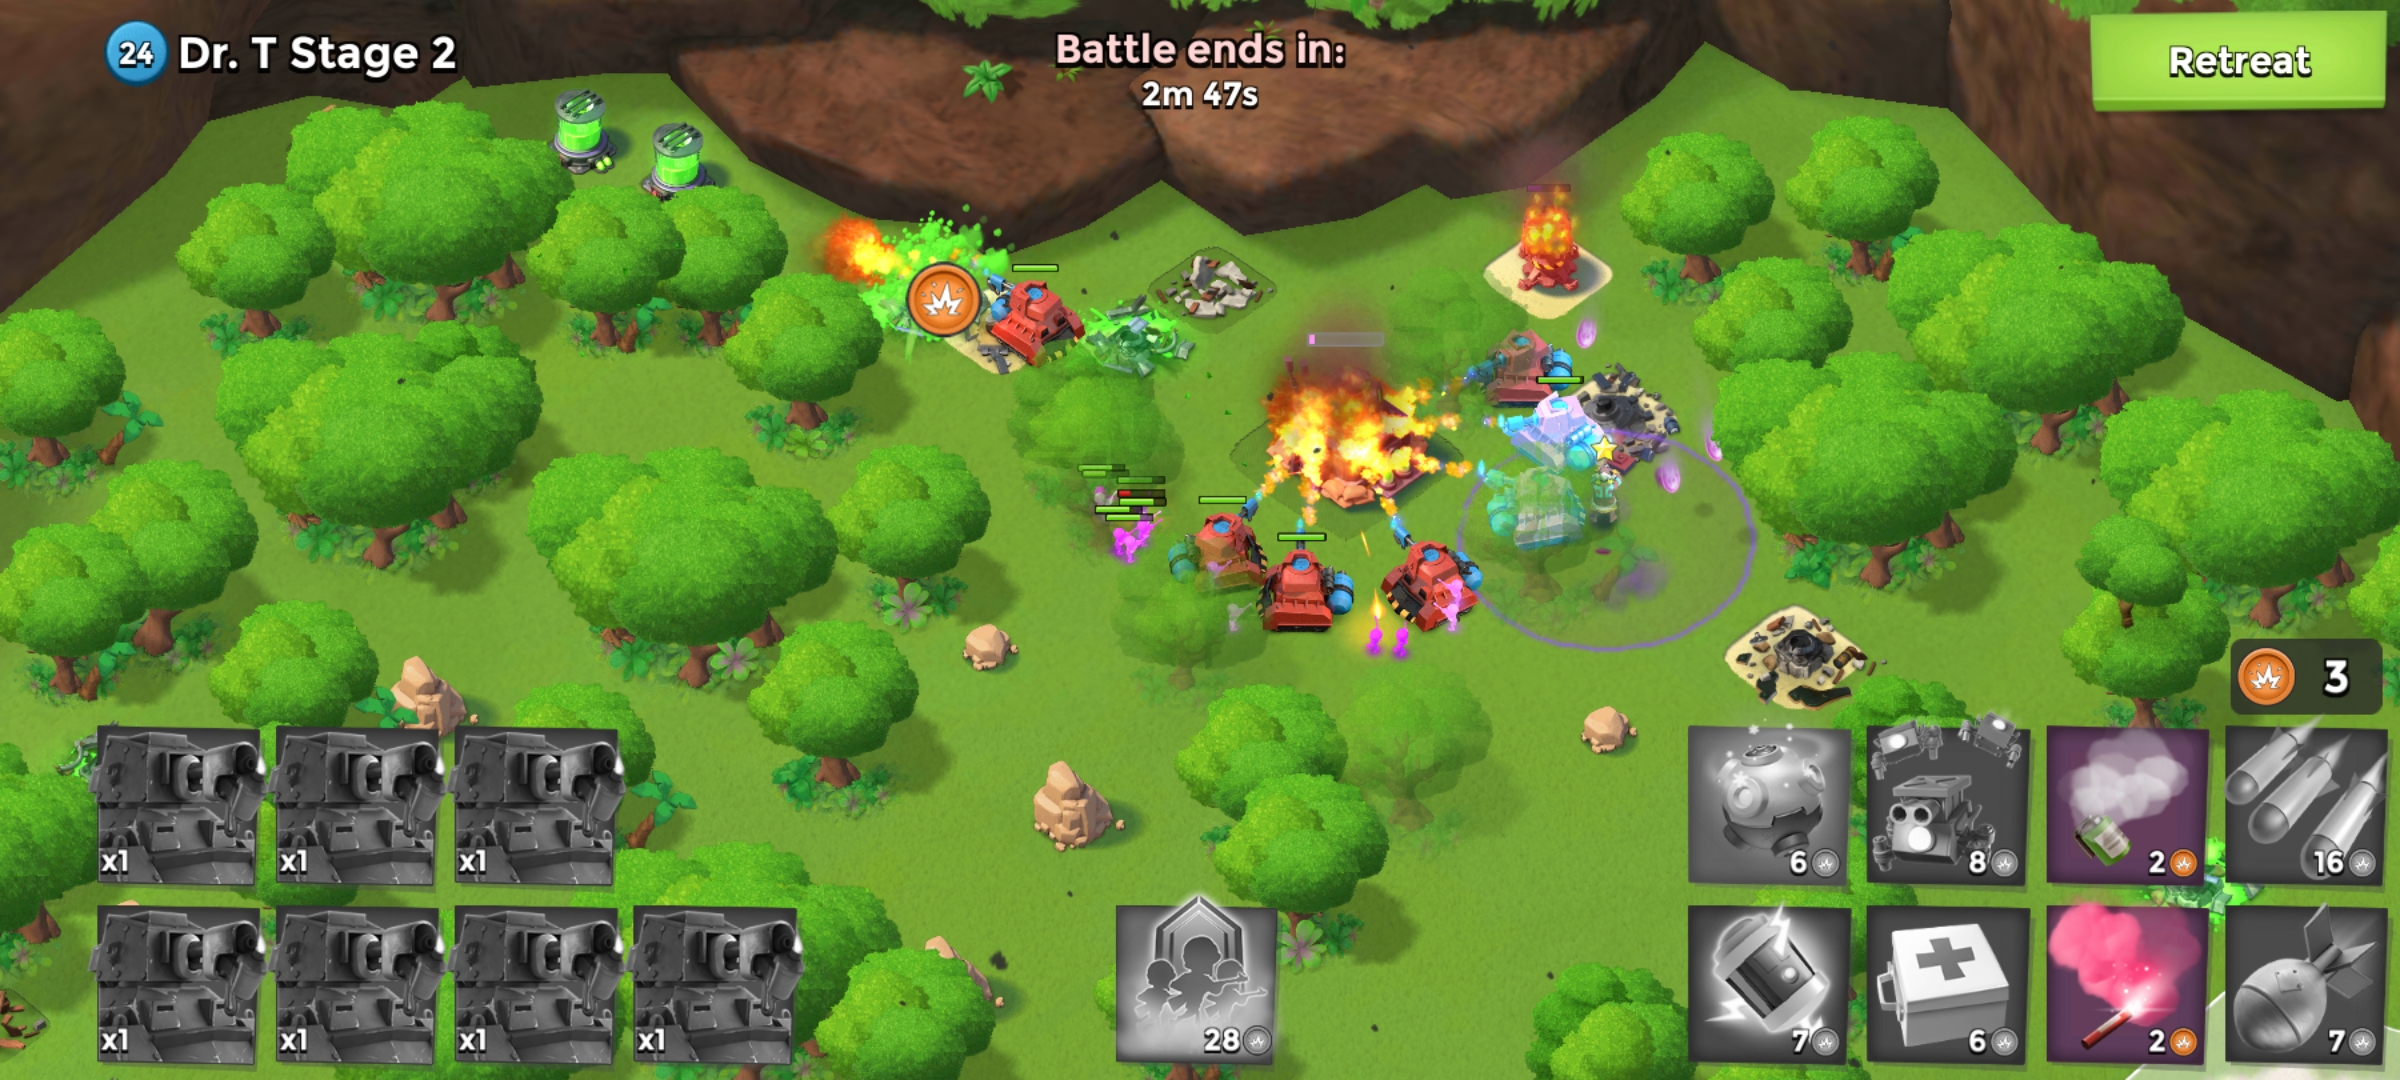 24 Dr. T Stage 2
Battle ends in:
2m 47s
Retreat
3
x1 x1 x1
6 8 2 16
x1 x1 x1 x1
28
7 6 2 7